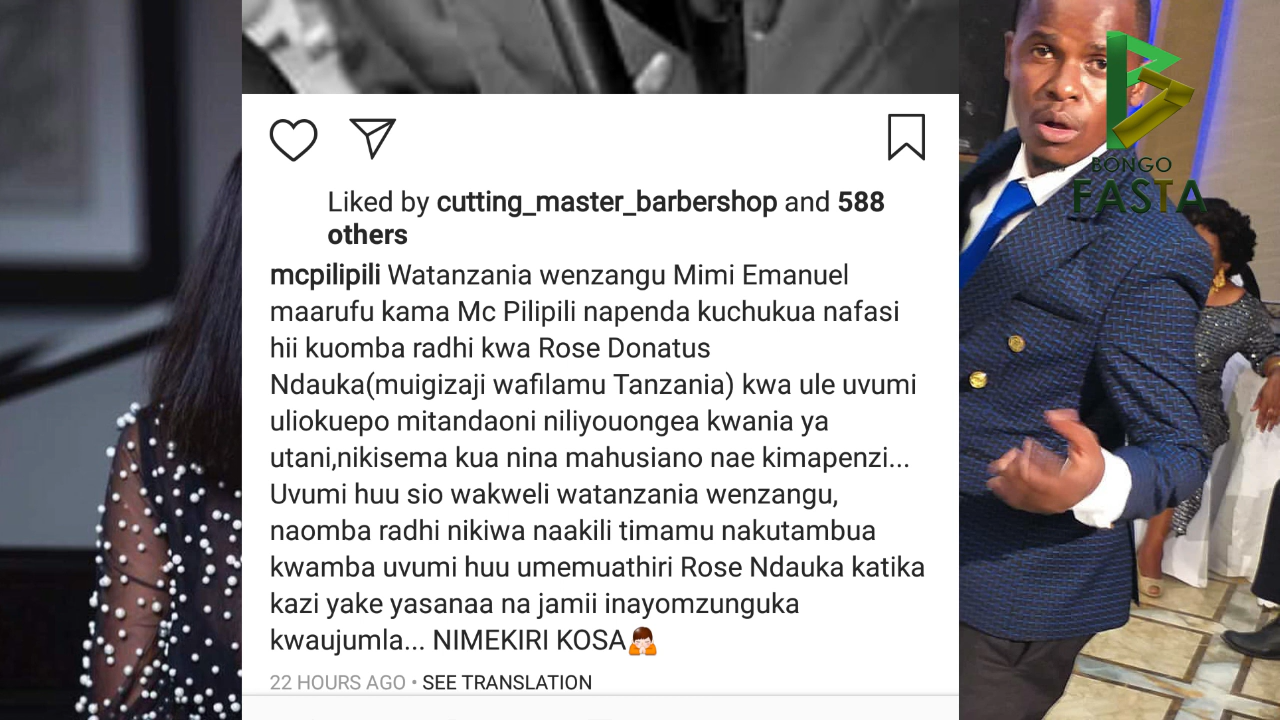 Liked by cutting_master_barbershop and 588
others
mcpilipili Watanzania wenzangu Mimi Emanuel
maarufu kama Mc Pilipili napenda kuchukua nafasi
hii kuomba radhi kwa Rose Donatus
Ndauka(muigizaji wafilamu Tanzania) kwa ule uvumi
uliokuepo mitandaoni niliyouongea kwania ya
utani,nikisema kua nina mahusiano nae kimapenzi...
Uvumi huu sio wakweli watanzania wenzangu,
naomba radhi nikiwa naakili timamu nakutambua
kwamba uvumi huu umemuathiri Rose Ndauka katika
kazi yake yasanaa na jamii inayomzunguka
kwaujumla... NIMEKIRI KOSA🙏
22 HOURS AGO • SEE TRANSLATION
BONGO
FASTA